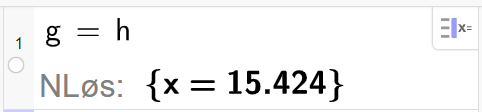 1
g = h
NLøs: {x = 15.424}
x=